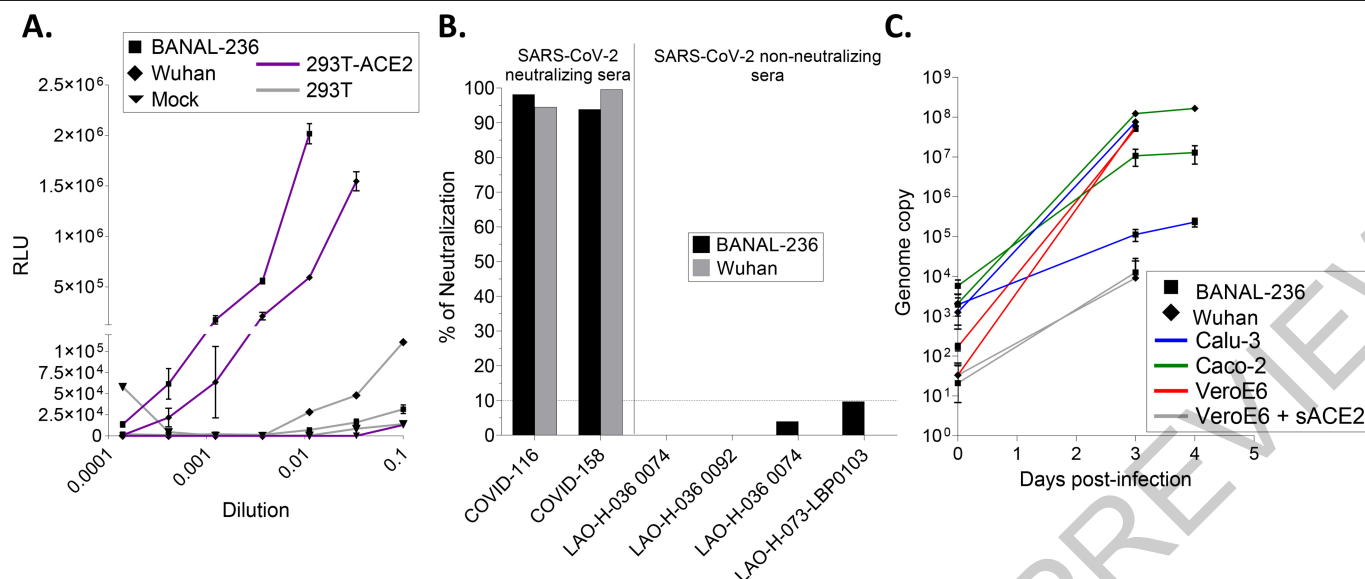 A.
BANAL-236
Wuhan
Mock
293T-ACE2
293T
2.5×10⁶
2×10⁶
1.5×10⁶
1×10⁶
5×10⁵
1×10⁵
7.5×10⁴
5×10⁴
2.5×10⁴
0
RLU
0.0001
0.001
0.01
0.1
Dilution
B.
SARS-CoV-2
neutralizing sera
SARS-CoV-2 non-neutralizing
sera
100
90
80
70
60
50
40
30
20
10
0
% of Neutralization
BANAL-236
Wuhan
COVID-116
COVID-158
LAO-H-036 0074
LAO-H-036 0092
LAO-H-036 0074
LAO-H-073-LBP0103
C.
10⁹
10⁸
10⁷
10⁶
10⁵
10⁴
10³
10²
10¹
10⁰
Genome copy
0 1 2 3 4 5
Days post-infection
BANAL-236
Wuhan
Calu-3
Caco-2
VeroE6
VeroE6 + sACE2
PREVIEW